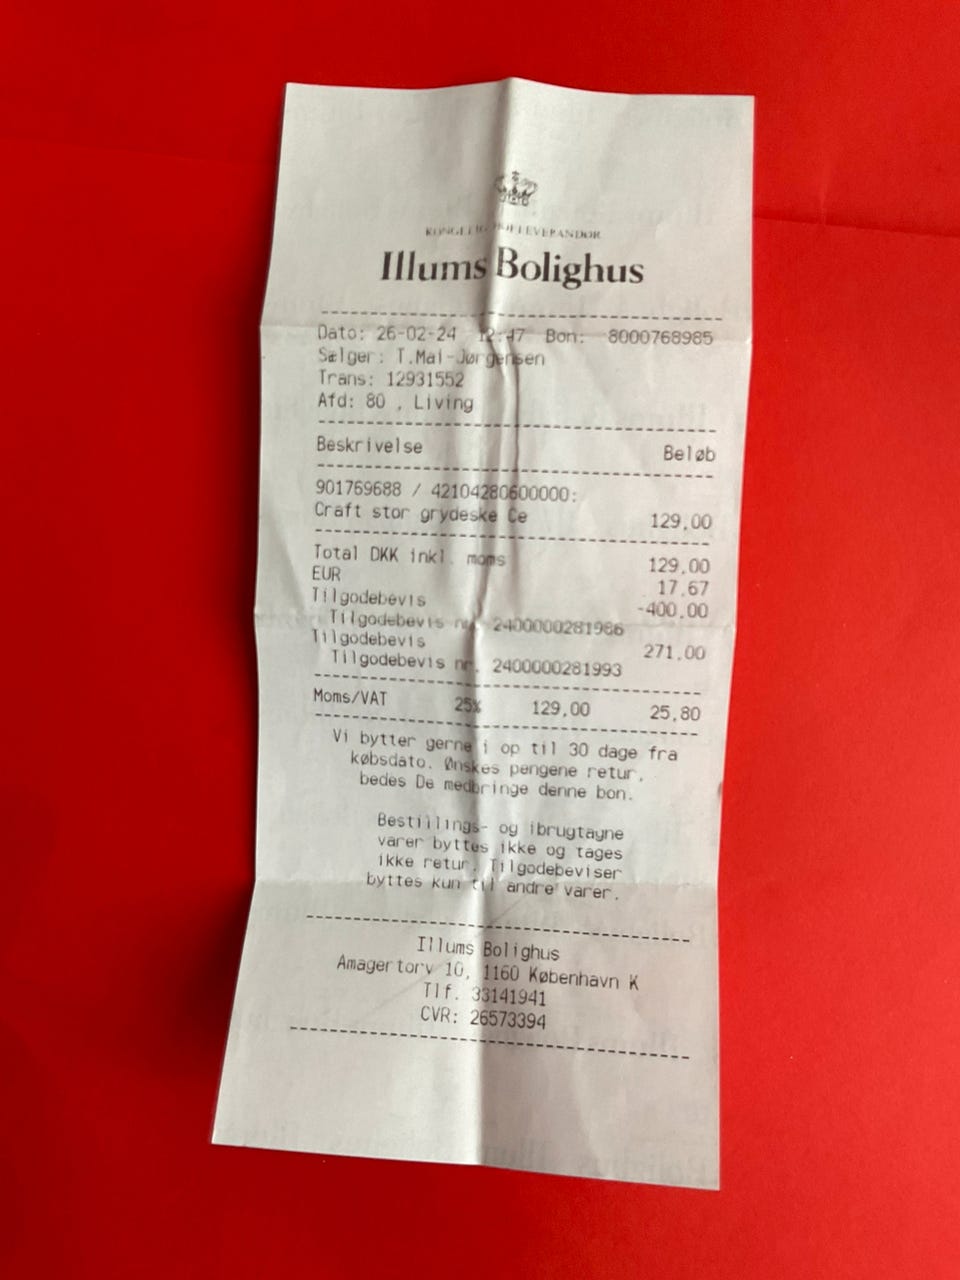 KONGELIG HOFLEVERANDØR
Illums Bolighus
Dato: 26-02-24 12:47 Bon: 8000768985
Sælger: T.Mai-Jørgensen
Trans: 12931552
Afd: 80 , Living
Beskrivelse Beløb
901769688 / 42104280600000:
Craft stor grydeske Ce 129,00
Total DKK inkl. moms 129,00
EUR 17,67
Tilgodebevis -400,00
Tilgodebevis nr. 2400000281986
Tilgodebevis 271,00
Tilgodebevis nr. 2400000281993
Moms/VAT 25% 129,00 25,80
Vi bytter gerne i op til 30 dage fra
købsdato. Ønskes pengene retur,
bedes De medbringe denne bon.
Bestillings- og ibrugtagne
varer byttes ikke og tages
ikke retur. Tilgodebeviser
byttes kun til andre varer.
Illums Bolighus
Amagertorv 10, 1160 København K
Tlf. 33141941
CVR: 26573394